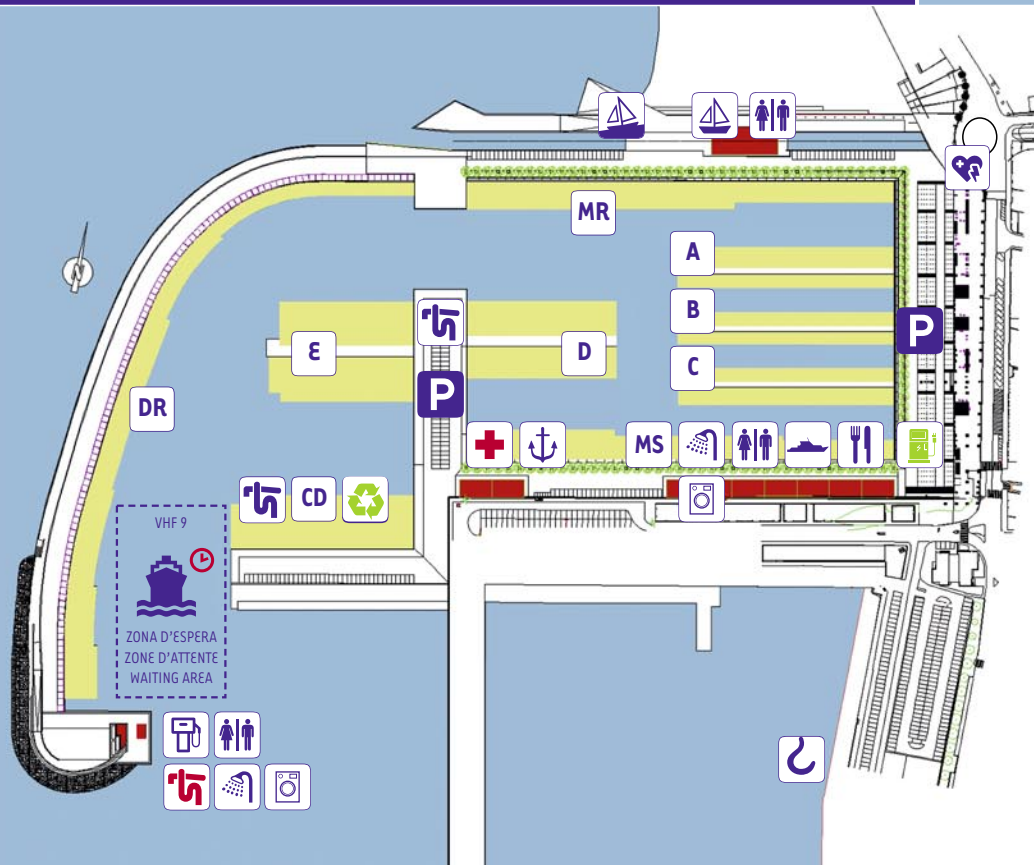 MR
A
B
P
E
D
C
P
DR
MS
CD
VHF 9
ZONA D'ESPERA
ZONE D'ATTENTE
WAITING AREA
N